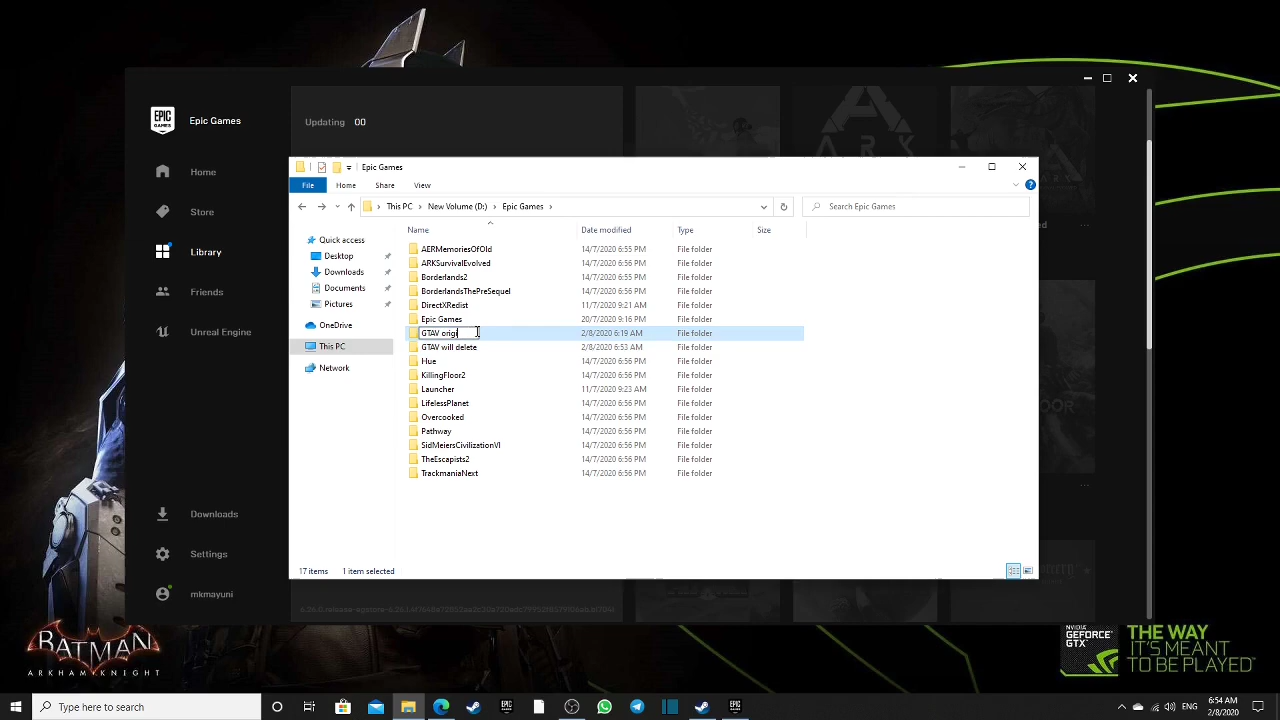 EPIC GAMES
Epic Games
Home
Store
Library
Friends
Unreal Engine
Downloads
Settings
mkmayuni
Updating 00
ARK
Epic Games
File Home Share View
This PC New Volume (D:) Epic Games
Search Epic Games
Name Date modified Type Size
Quick access
Desktop
Downloads
Documents
Pictures
OneDrive
This PC
Network
AERMemoriesOfOld 14/7/2020 6:55 PM File folder
ARKSurvivalEvolved 14/7/2020 6:56 PM File folder
Borderlands2 14/7/2020 6:55 PM File folder
BorderlandsThePreSequel 14/7/2020 6:56 PM File folder
DirectXRedist 11/7/2020 9:21 AM File folder
Epic Games 20/7/2020 9:16 PM File folder
GTAV origi 2/8/2020 6:19 AM File folder
GTAV will delete 2/8/2020 6:53 AM File folder
Hue 14/7/2020 6:56 PM File folder
KillingFloor2 14/7/2020 6:56 PM File folder
Launcher 11/7/2020 9:23 AM File folder
LifelessPlanet 14/7/2020 6:56 PM File folder
Overcooked 14/7/2020 6:56 PM File folder
Pathway 14/7/2020 6:56 PM File folder
SidMeiersCivilizationVI 14/7/2020 6:56 PM File folder
TheEscapists2 14/7/2020 6:56 PM File folder
TrackmaniaNext 14/7/2020 6:56 PM File folder
17 items 1 item selected
BATMAN
ARKHAM KNIGHT
NVIDIA
GEFORCE
GTX
THE WAY
IT'S MEANT
TO BE PLAYED
Type here to search
ENG
6:54 AM
2/8/2020